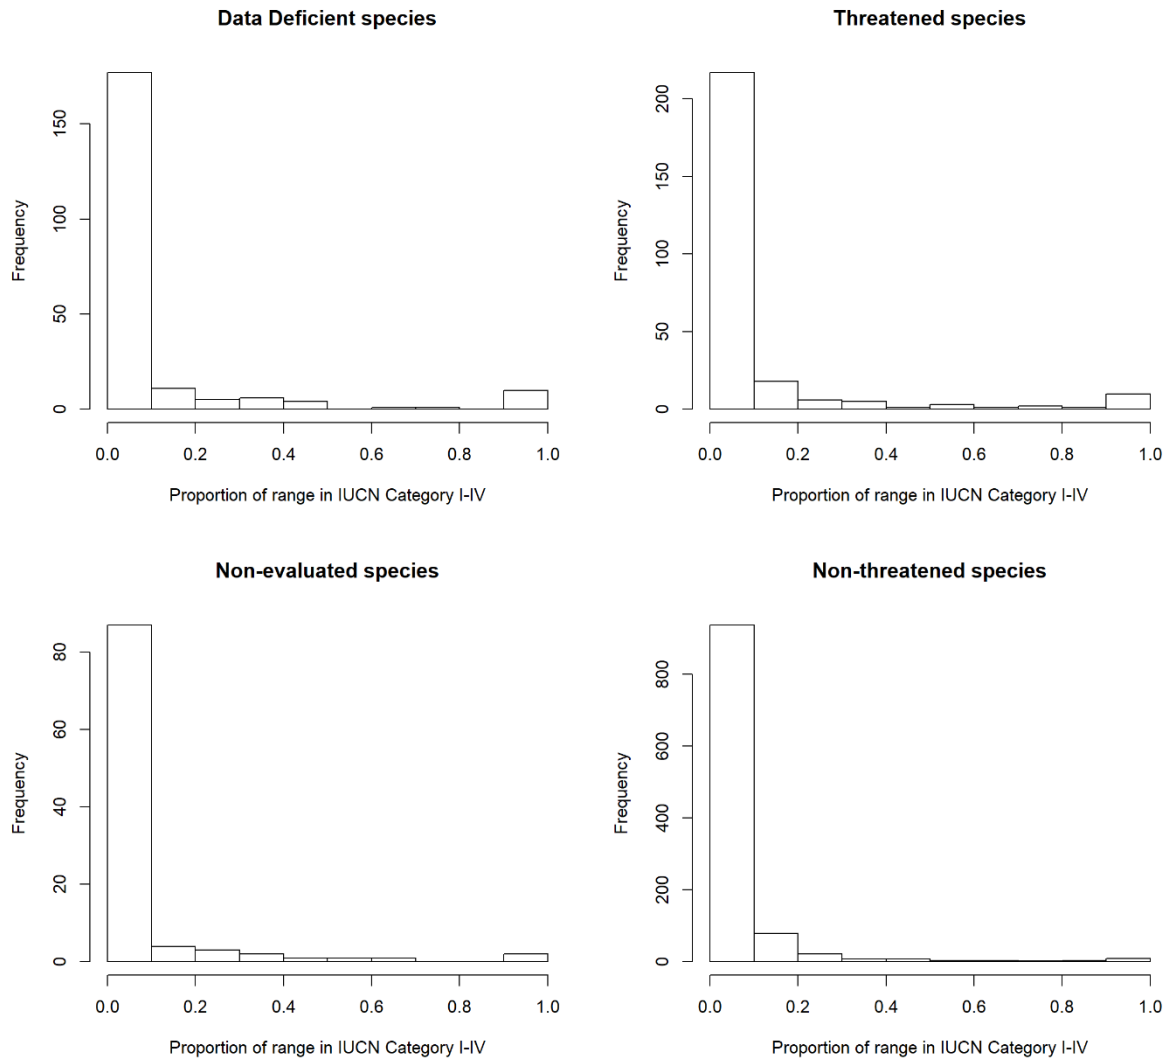 Data Deficient species
Frequency
0 50 100 150
0.0 0.2 0.4 0.6 0.8 1.0
Proportion of range in IUCN Category I-IV
Threatened species
Frequency
0 50 100 150 200
0.0 0.2 0.4 0.6 0.8 1.0
Proportion of range in IUCN Category I-IV
Non-evaluated species
Frequency
0 20 40 60 80
0.0 0.2 0.4 0.6 0.8 1.0
Proportion of range in IUCN Category I-IV
Non-threatened species
Frequency
0 200 400 600 800
0.0 0.2 0.4 0.6 0.8 1.0
Proportion of range in IUCN Category I-IV